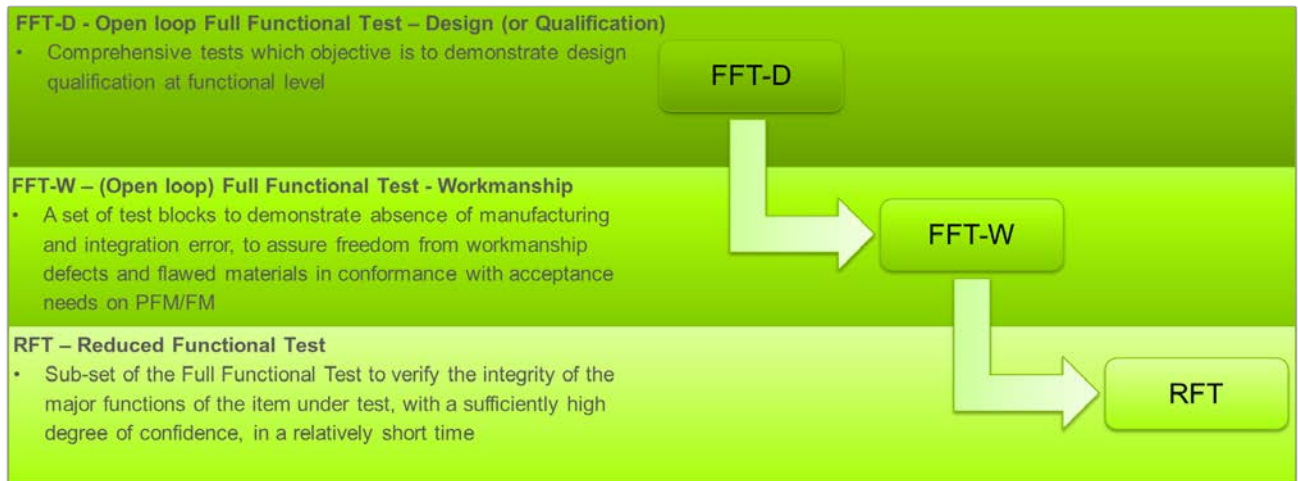 FFT-D - Open loop Full Functional Test – Design (or Qualification)
• Comprehensive tests which objective is to demonstrate design
qualification at functional level
FFT-D
FFT-W – (Open loop) Full Functional Test - Workmanship
• A set of test blocks to demonstrate absence of manufacturing
and integration error, to assure freedom from workmanship
defects and flawed materials in conformance with acceptance
needs on PFM/FM
FFT-W
RFT – Reduced Functional Test
• Sub-set of the Full Functional Test to verify the integrity of the
major functions of the item under test, with a sufficiently high
degree of confidence, in a relatively short time
RFT